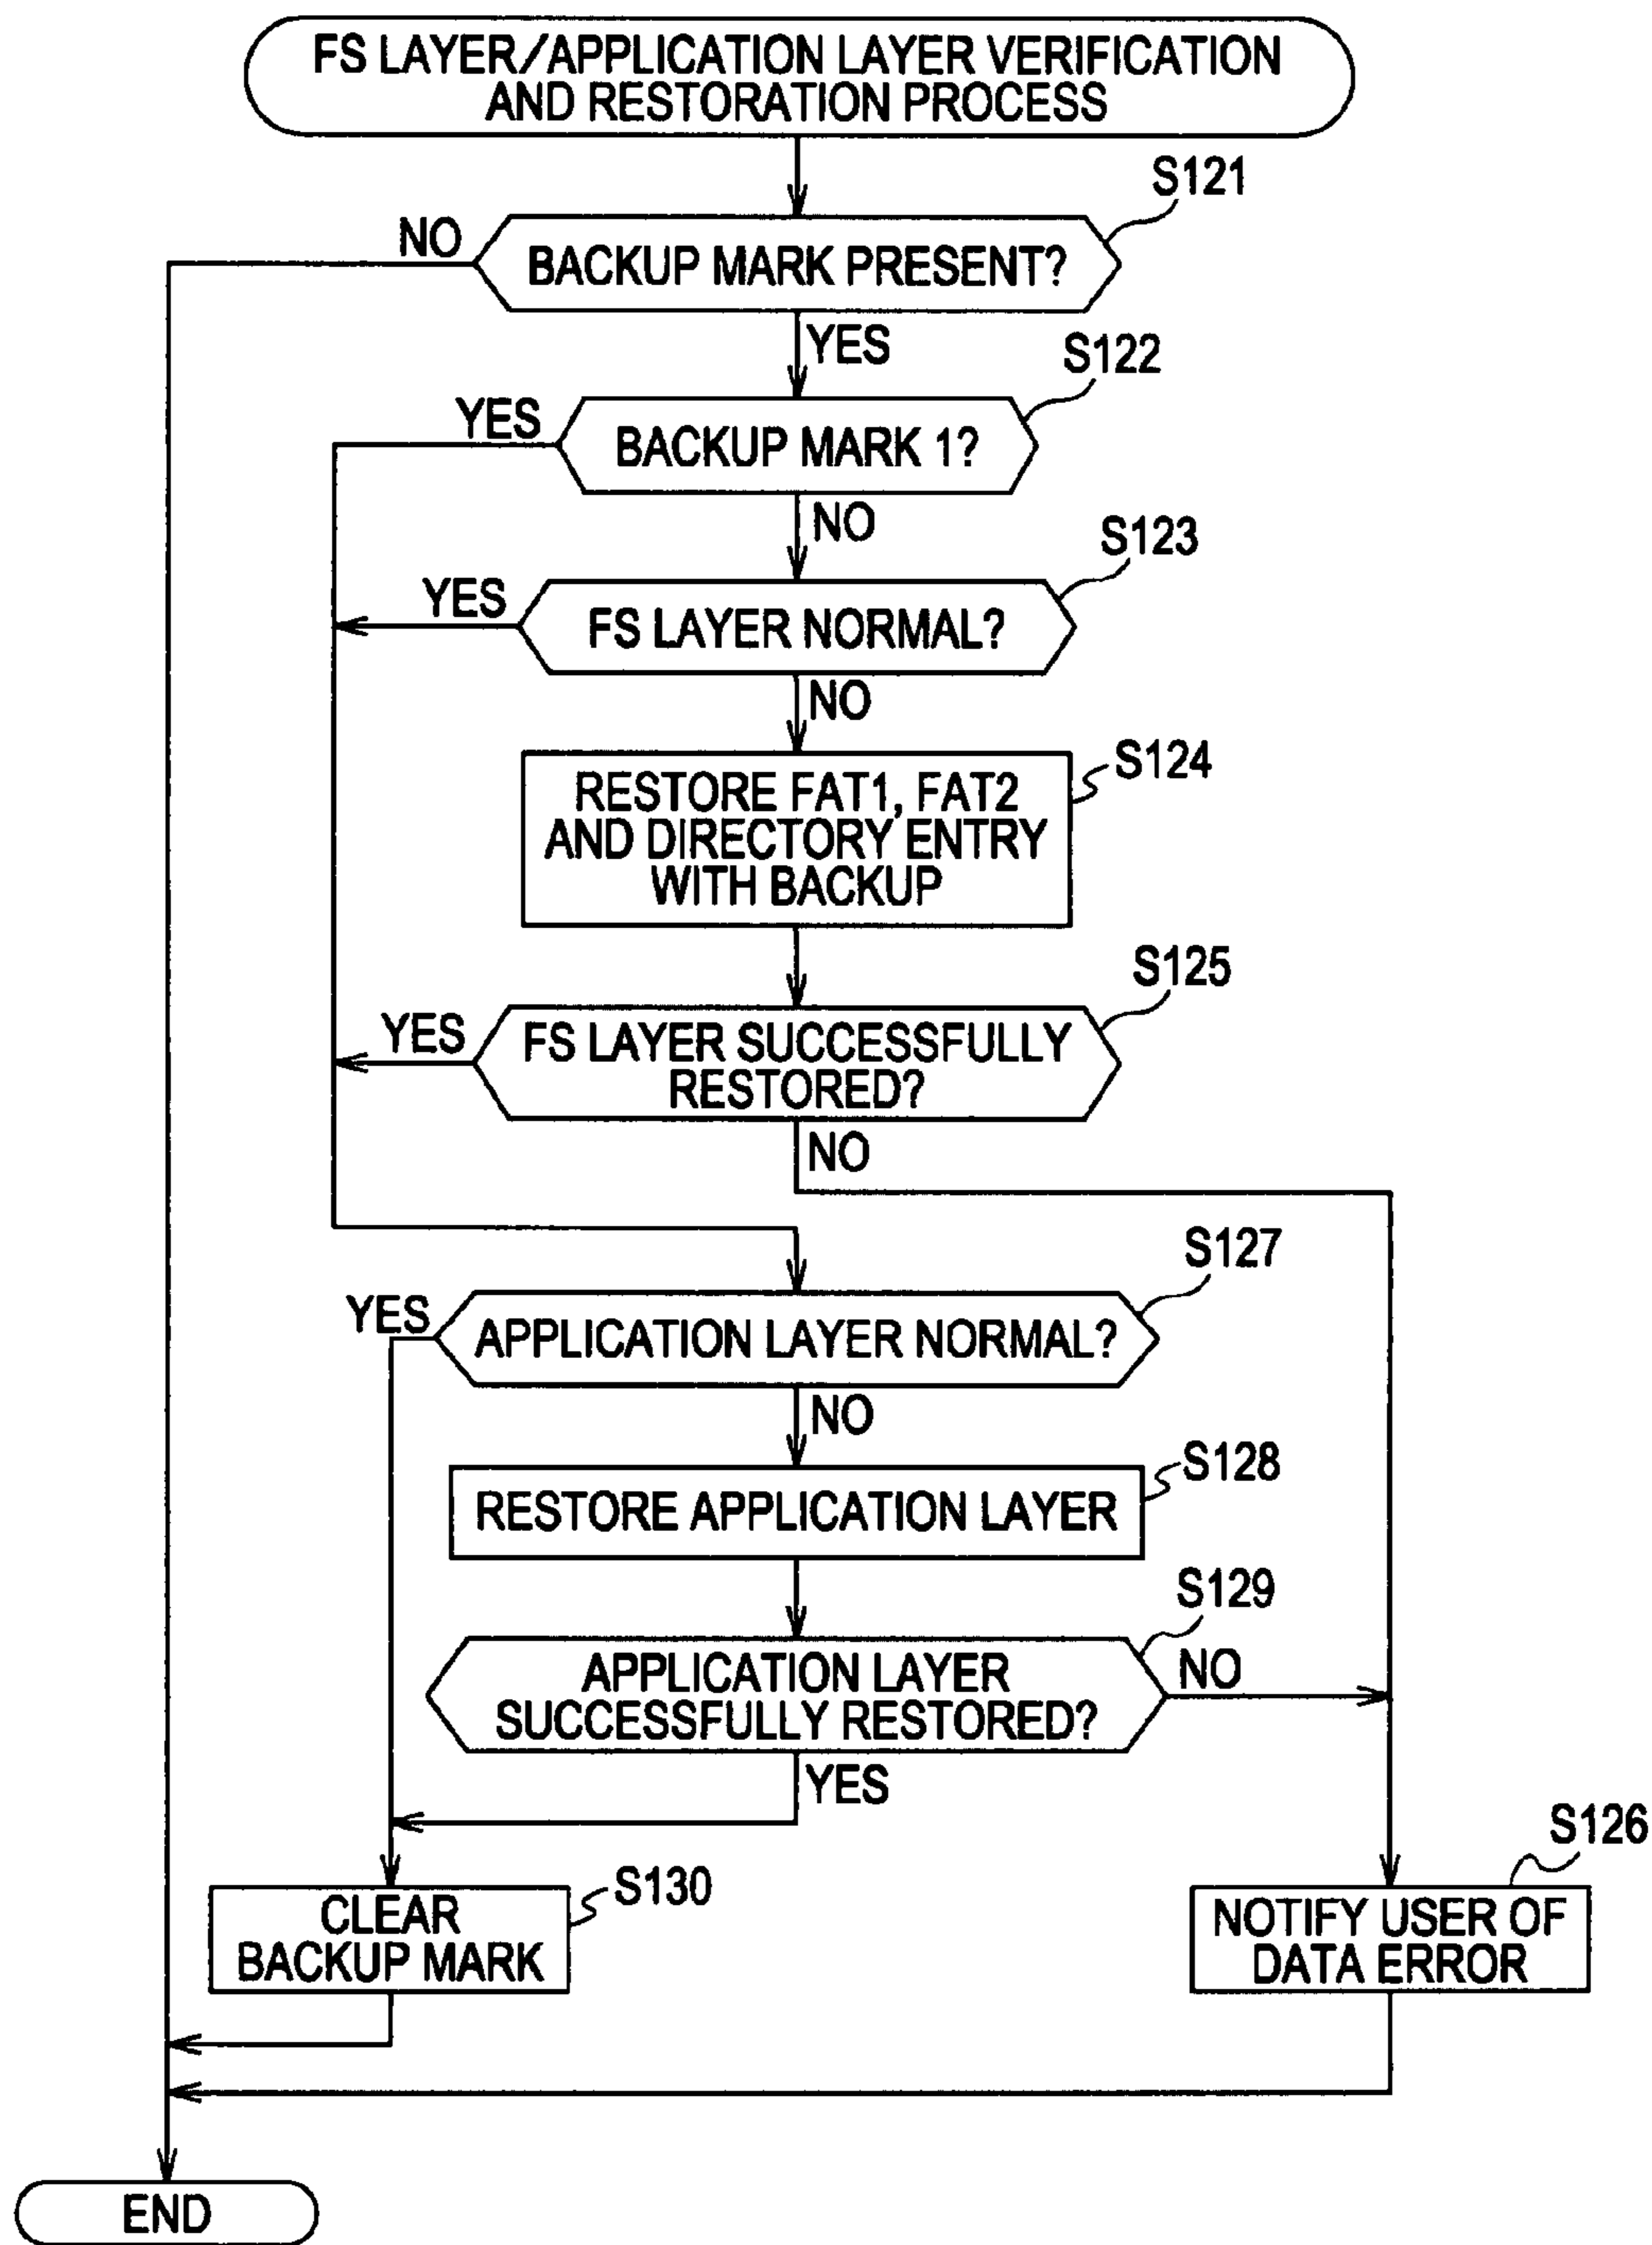 FS LAYER/APPLICATION LAYER VERIFICATION
AND RESTORATION PROCESS
S121
NO
BACKUP MARK PRESENT?
YES
S122
YES
BACKUP MARK 1?
NO
S123
YES
FS LAYER NORMAL?
NO
S124
RESTORE FAT1, FAT2
AND DIRECTORY ENTRY
WITH BACKUP
S125
YES
FS LAYER SUCCESSFULLY
RESTORED?
NO
S127
YES
APPLICATION LAYER NORMAL?
NO
S128
RESTORE APPLICATION LAYER
S129
APPLICATION LAYER
SUCCESSFULLY RESTORED?
NO
YES
S126
S130
CLEAR
BACKUP MARK
NOTIFY USER OF
DATA ERROR
END